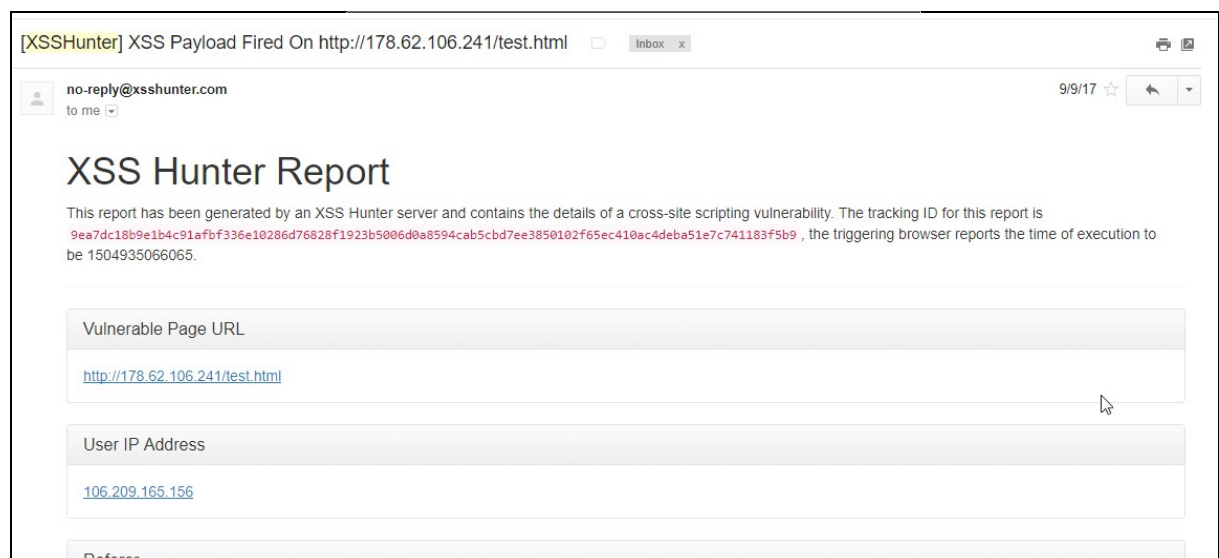 [XSSHunter] XSS Payload Fired On http://178.62.106.241/test.html Inbox x
no-reply@xsshunter.com 9/9/17
to me
XSS Hunter Report
This report has been generated by an XSS Hunter server and contains the details of a cross-site scripting vulnerability. The tracking ID for this report is
9ea7dc18b9e1b4c91afbf336e10286d76828f1923b5006d0a8594cab5cbd7ee3850102f65ec410ac4deba51e7c741183f5b9 , the triggering browser reports the time of execution to
be 1504935066065.
Vulnerable Page URL
http://178.62.106.241/test.html
User IP Address
106.209.165.156
Referer